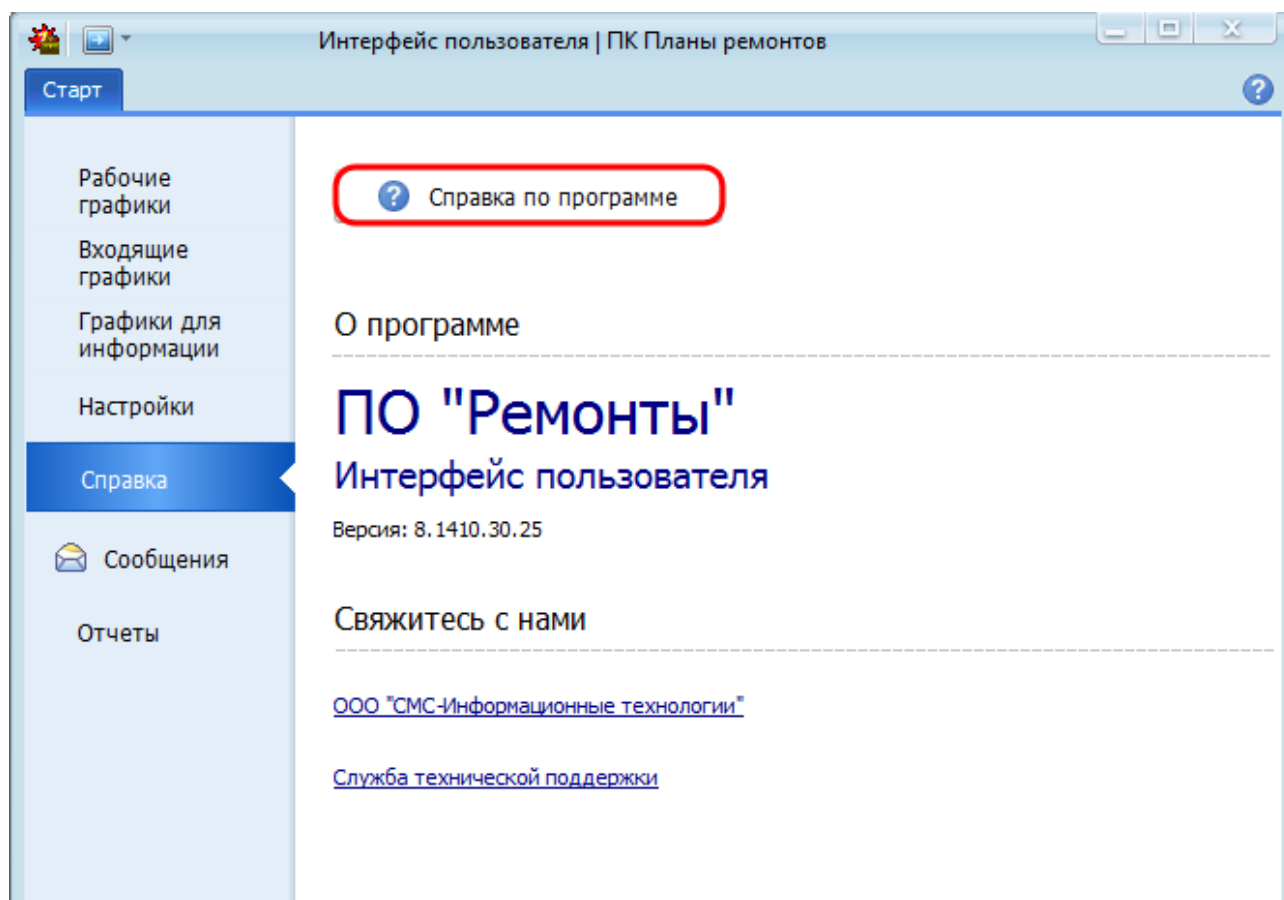 Интерфейс пользователя | ПК Планы ремонтов
Старт
Рабочие
графики
Входящие
графики
Графики для
информации
Настройки
Справка
Сообщения
Отчеты
Справка по программе
О программе
ПО "Ремонты"
Интерфейс пользователя
Версия: 8.1410.30.25
Свяжитесь с нами
ООО "СМС-Информационные технологии"
Служба технической поддержки